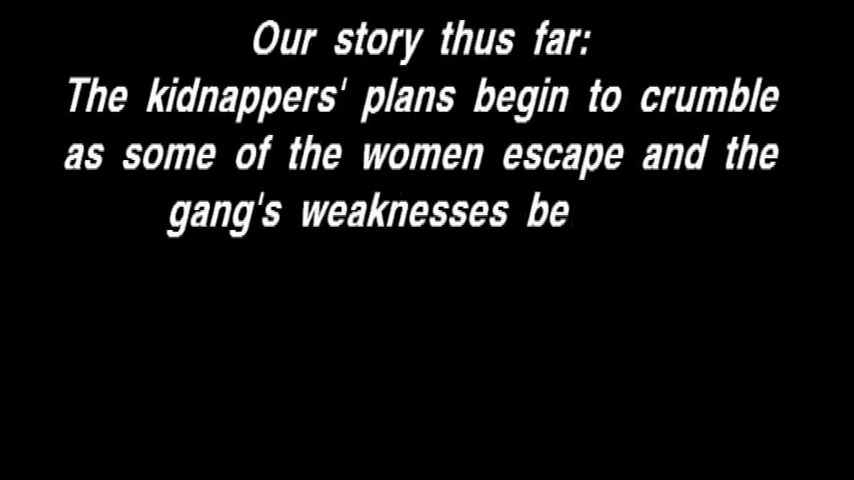 Our story thus far:
The kidnappers' plans begin to crumble
as some of the women escape and the
gang's weaknesses be